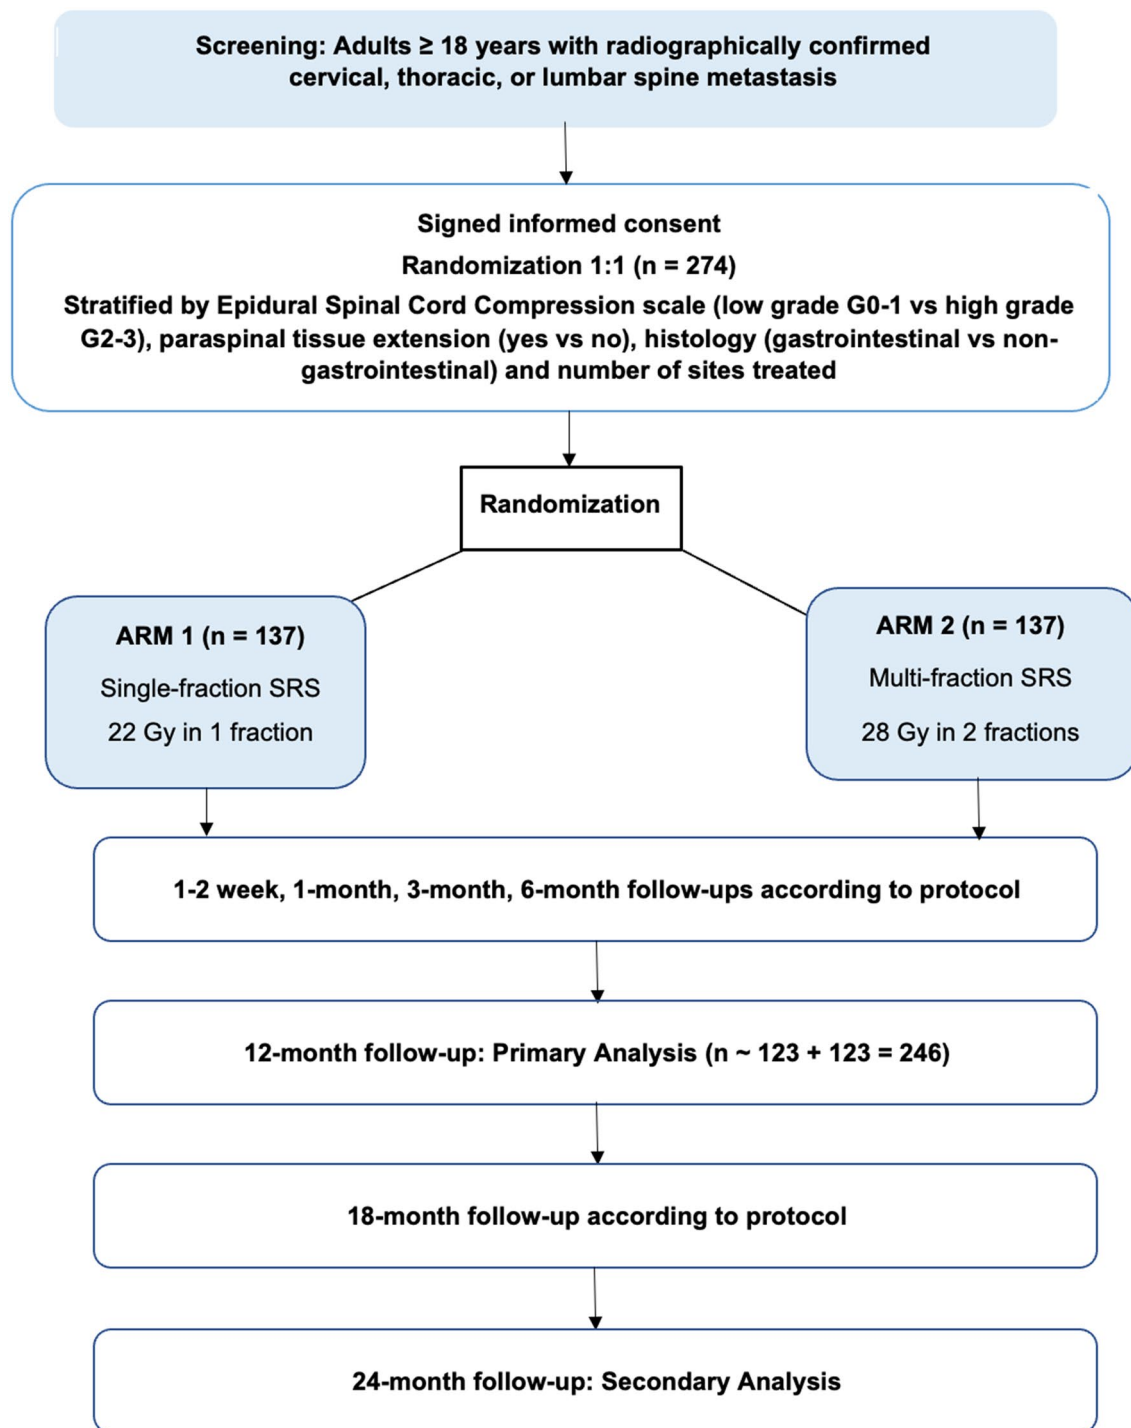 Screening: Adults ≥ 18 years with radiographically confirmed
cervical, thoracic, or lumbar spine metastasis
Signed informed consent
Randomization 1:1 (n = 274)
Stratified by Epidural Spinal Cord Compression scale (low grade G0-1 vs high grade
G2-3), paraspinal tissue extension (yes vs no), histology (gastrointestinal vs non-
gastrointestinal) and number of sites treated
Randomization
ARM 1 (n = 137)
Single-fraction SRS
22 Gy in 1 fraction
ARM 2 (n = 137)
Multi-fraction SRS
28 Gy in 2 fractions
1-2 week, 1-month, 3-month, 6-month follow-ups according to protocol
12-month follow-up: Primary Analysis (n ~ 123 + 123 = 246)
18-month follow-up according to protocol
24-month follow-up: Secondary Analysis